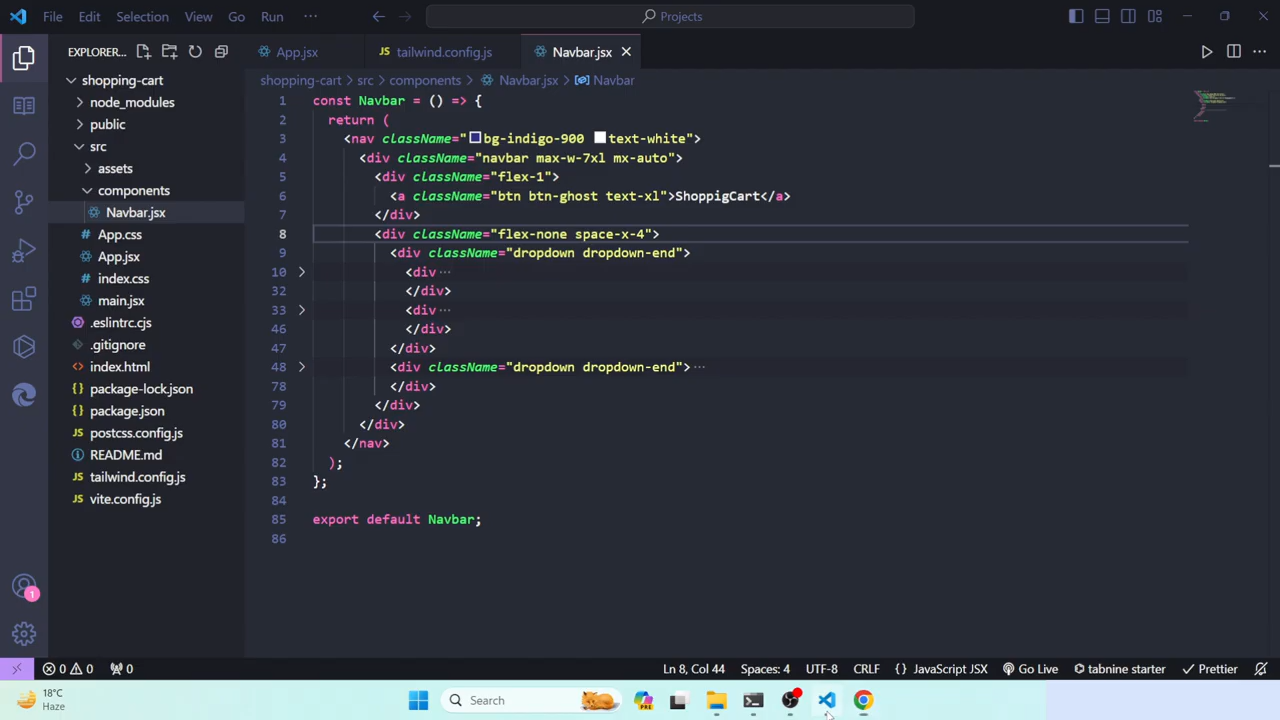 File Edit Selection View Go Run ··· Projects
EXPLORER... App.jsx JS tailwind.config.js Navbar.jsx
shopping-cart > src > components > Navbar.jsx > Navbar
shopping-cart
node_modules
public
src
assets
components
Navbar.jsx
App.css
App.jsx
index.css
main.jsx
.eslintrc.cjs
.gitignore
index.html
package-lock.json
package.json
postcss.config.js
README.md
JS tailwind.config.js
JS vite.config.js
1 const Navbar = () => {
2 return (
3 <nav className="bg-indigo-900 text-white">
4 <div className="navbar max-w-7xl mx-auto">
5 <div className="flex-1">
6 <a className="btn btn-ghost text-xl">ShoppigCart</a>
7 </div>
8 <div className="flex-none space-x-4">
9 <div className="dropdown dropdown-end">
10 <div ···
32 </div>
33 <div ···
46 </div>
47 </div>
48 <div className="dropdown dropdown-end"> ···
78 </div>
79 </div>
80 </div>
81 </nav>
82 );
83 };
84
85 export default Navbar;
86
1
0 0 0 Ln 8, Col 44 Spaces: 4 UTF-8 CRLF {} JavaScript JSX Go Live tabnine starter Prettier
18°C
Haze
Search
PRE